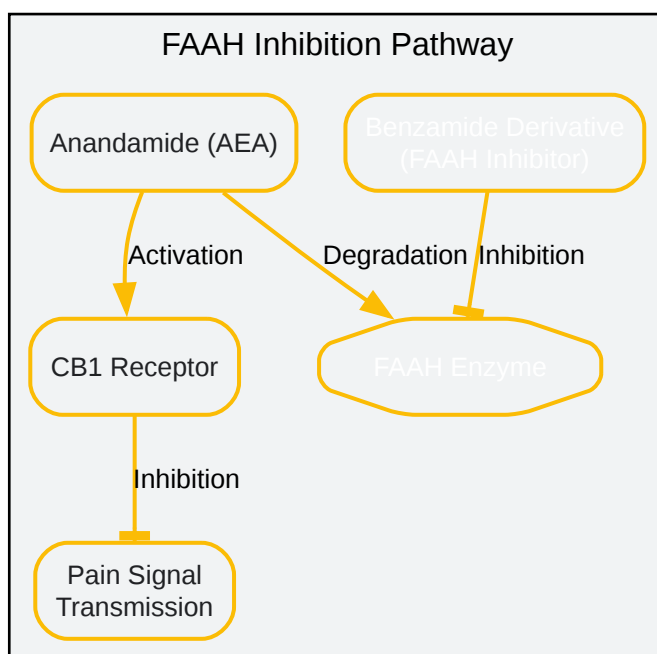 FAAH Inhibition Pathway
Anandamide (AEA)
Benzamide Derivative
(FAAH Inhibitor)
Activation
Degradation
Inhibition
CB1 Receptor
FAAH Enzyme
Inhibition
Pain Signal
Transmission